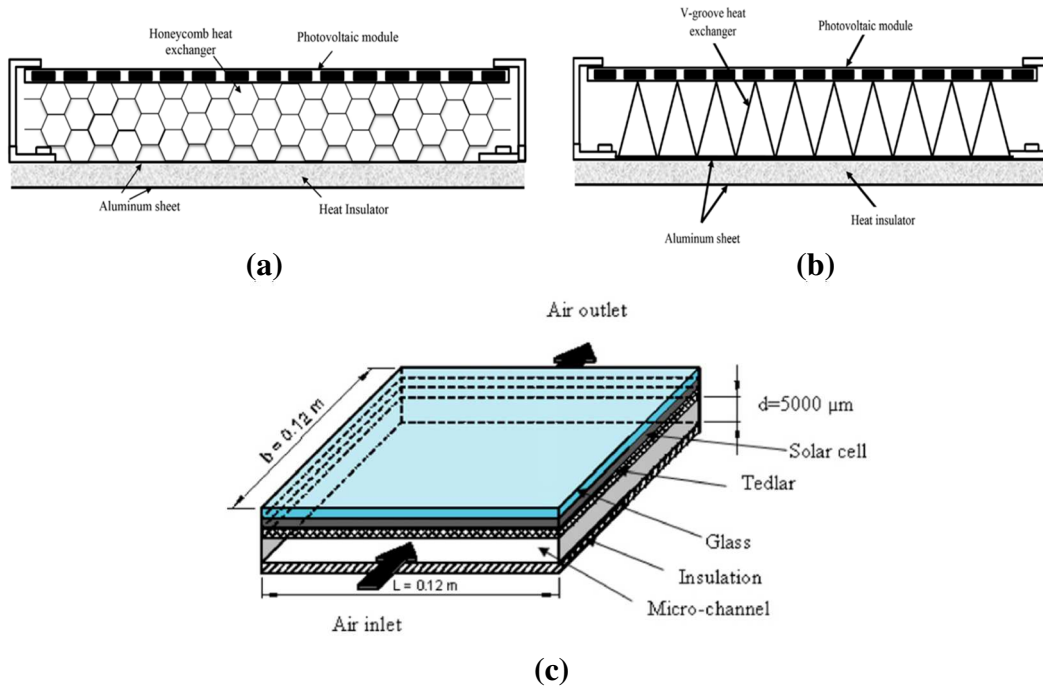 Honeycomb heat
exchanger
Photovoltaic module
Aluminum sheet
Heat Insulator
(a)
V-groove heat
exchanger
Photovoltaic module
Heat insulator
Aluminum sheet
(b)
Air outlet
b = 0.12 m
d=5000 µm
Solar cell
Tedlar
Glass
Insulation
Micro-channel
L = 0.12 m
Air inlet
(c)